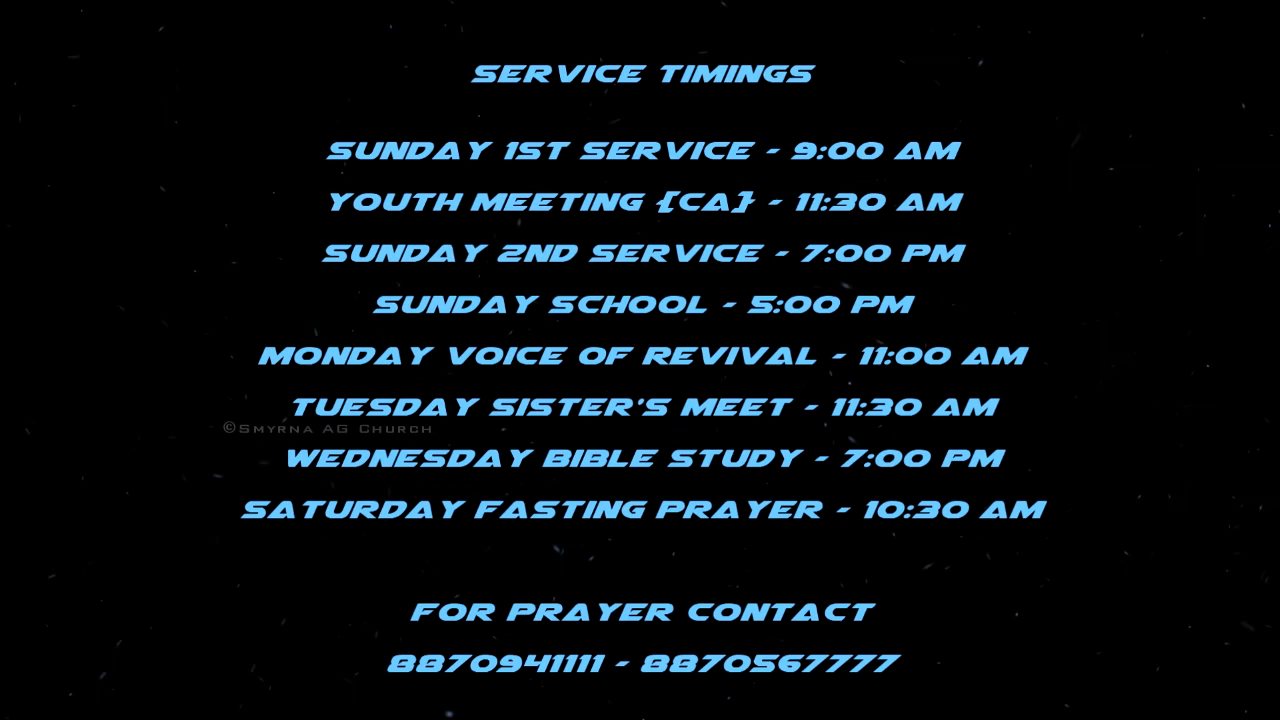 SERVICE TIMINGS
SUNDAY 1ST SERVICE - 9:00 AM
YOUTH MEETING {CA} - 11:30 AM
SUNDAY 2ND SERVICE - 7:00 PM
SUNDAY SCHOOL - 5:00 PM
MONDAY VOICE OF REVIVAL - 11:00 AM
TUESDAY SISTER'S MEET - 11:30 AM
©SMYRNA AG CHURCH
WEDNESDAY BIBLE STUDY - 7:00 PM
SATURDAY FASTING PRAYER - 10:30 AM
FOR PRAYER CONTACT
8870941111 - 8870567777